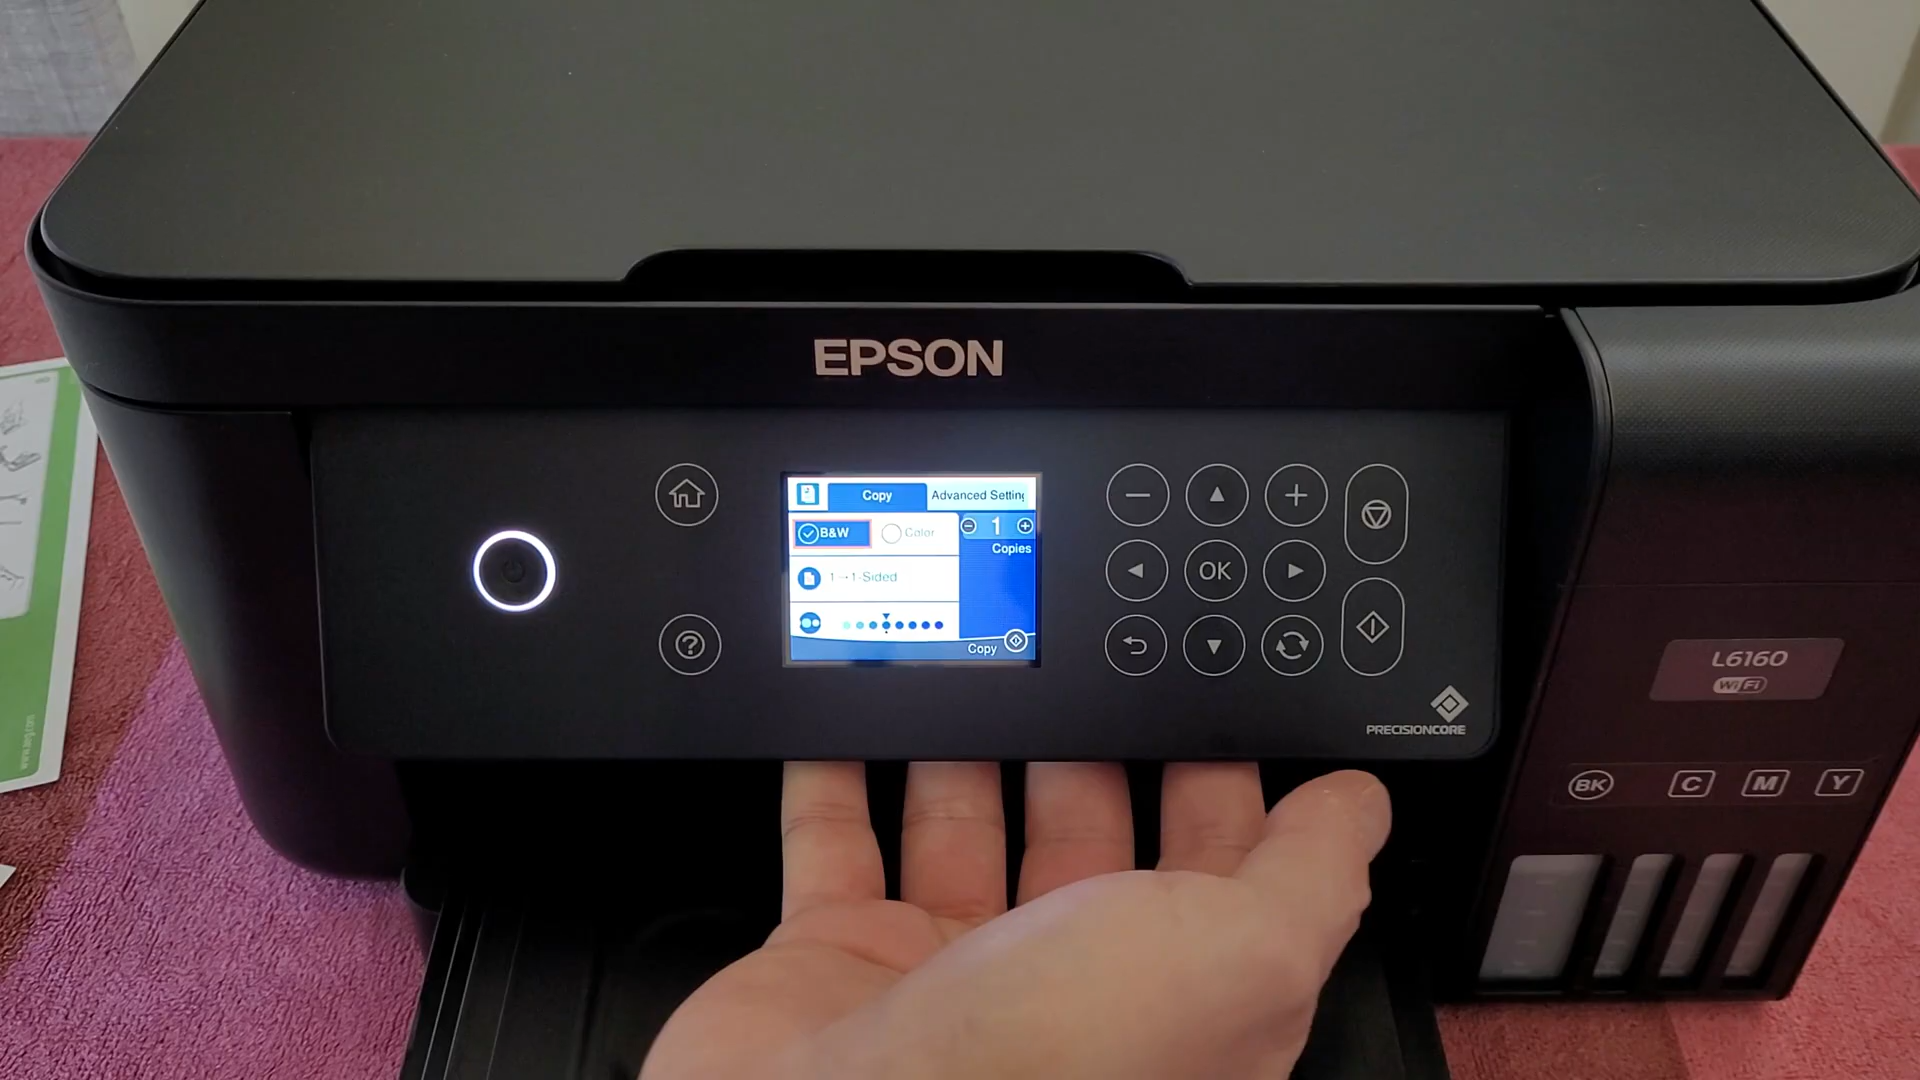 EPSON
Copy
Advanced Setting
B&W
Color
1
Copies
1→1-Sided
Copy
OK
?
PRECISIONCORE
L6160
WiFi
BK
C
M
Y